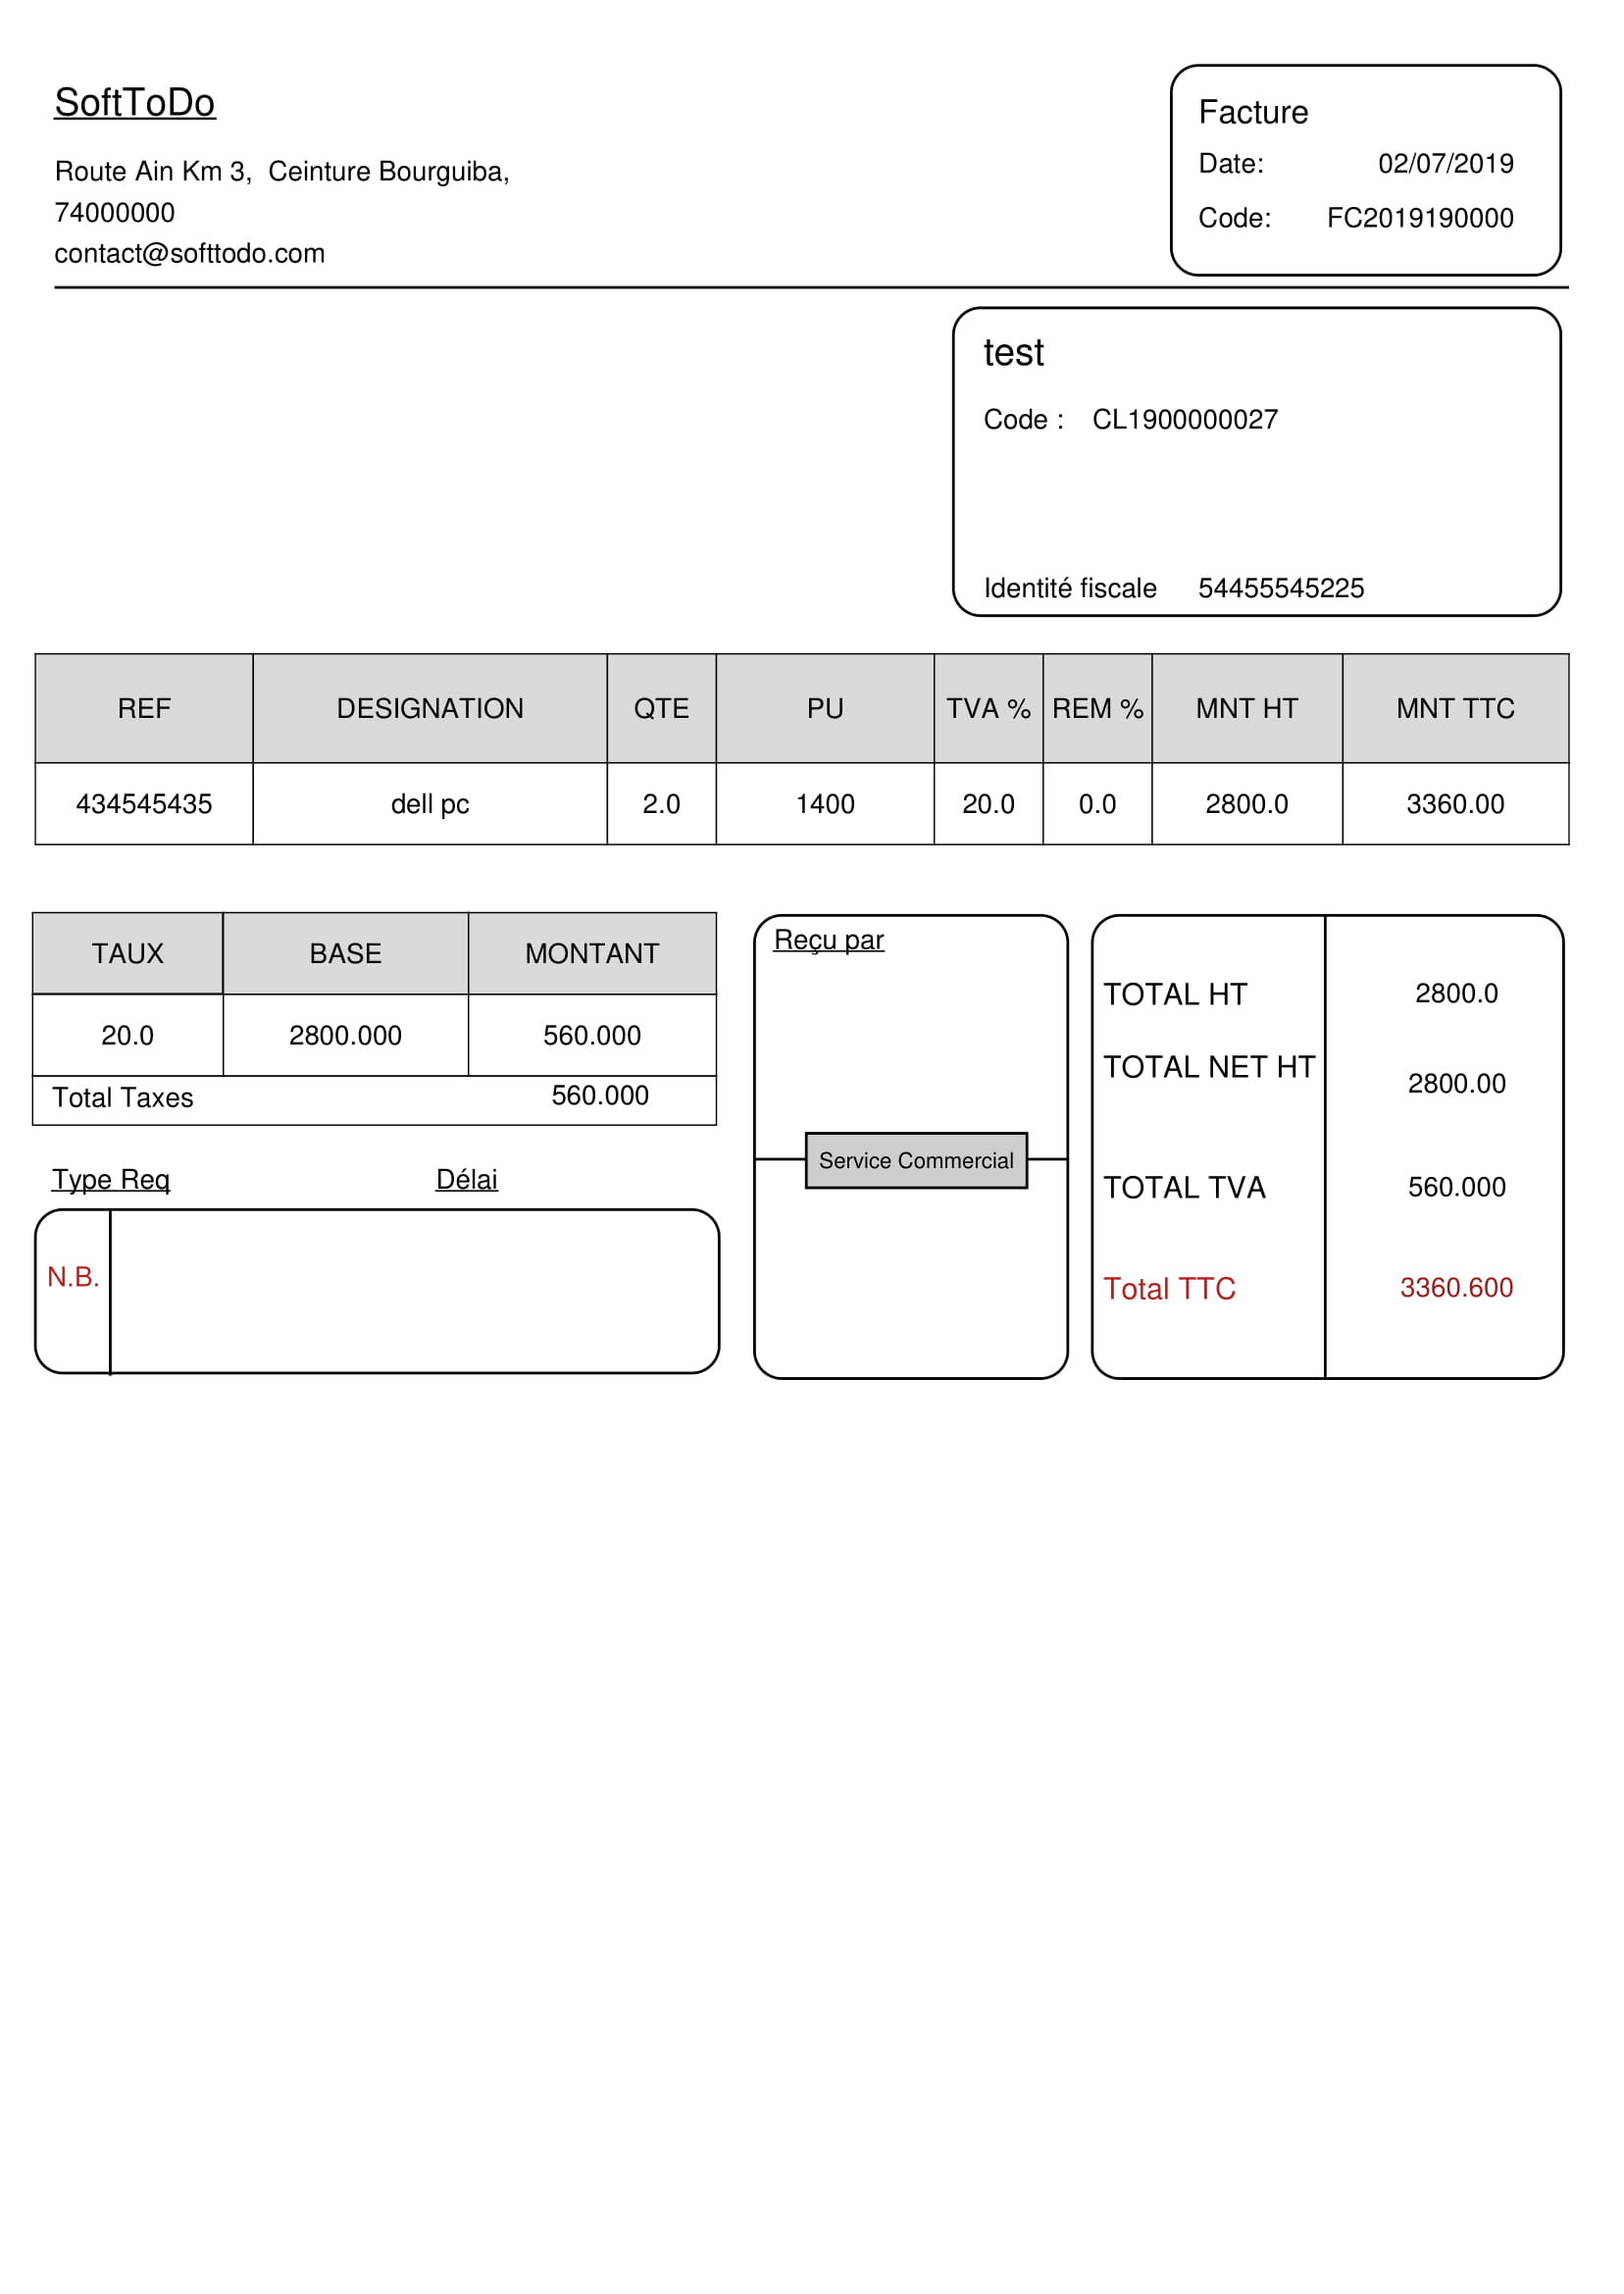 SoftToDo
Route Ain Km 3,  Ceinture Bourguiba,
74000000
contact@softtodo.com
Facture
Date: 02/07/2019
Code: FC2019190000
test
Code : CL1900000027
Identité fiscale 54455545225
REF DESIGNATION QTE PU TVA % REM % MNT HT MNT TTC
434545435 dell pc 2.0 1400 20.0 0.0 2800.0 3360.00
TAUX BASE MONTANT
20.0 2800.000 560.000
Total Taxes 560.000
Type Req Délai
N.B.
Reçu par
Service Commercial
TOTAL HT 2800.0
TOTAL NET HT 2800.00
TOTAL TVA 560.000
Total TTC 3360.600